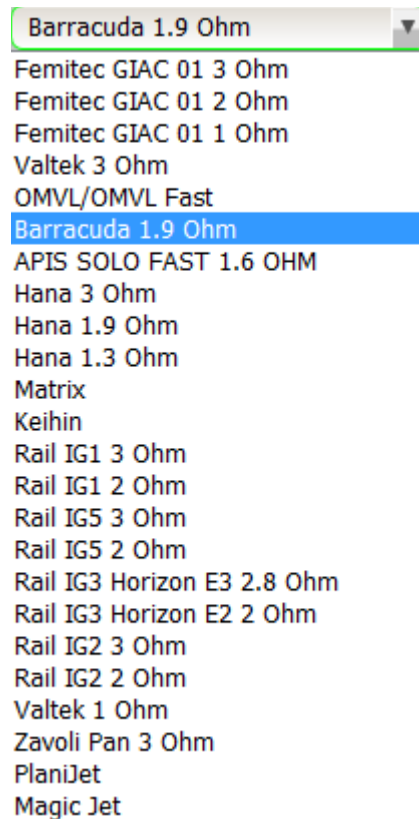 Barracuda 1.9 Ohm
Femitec GIAC 01 3 Ohm
Femitec GIAC 01 2 Ohm
Femitec GIAC 01 1 Ohm
Valtek 3 Ohm
OMVL/OMVL Fast
Barracuda 1.9 Ohm
APIS SOLO FAST 1.6 OHM
Hana 3 Ohm
Hana 1.9 Ohm
Hana 1.3 Ohm
Matrix
Keihin
Rail IG1 3 Ohm
Rail IG1 2 Ohm
Rail IG5 3 Ohm
Rail IG5 2 Ohm
Rail IG3 Horizon E3 2.8 Ohm
Rail IG3 Horizon E2 2 Ohm
Rail IG2 3 Ohm
Rail IG2 2 Ohm
Valtek 1 Ohm
Zavoli Pan 3 Ohm
PlaniJet
Magic Jet